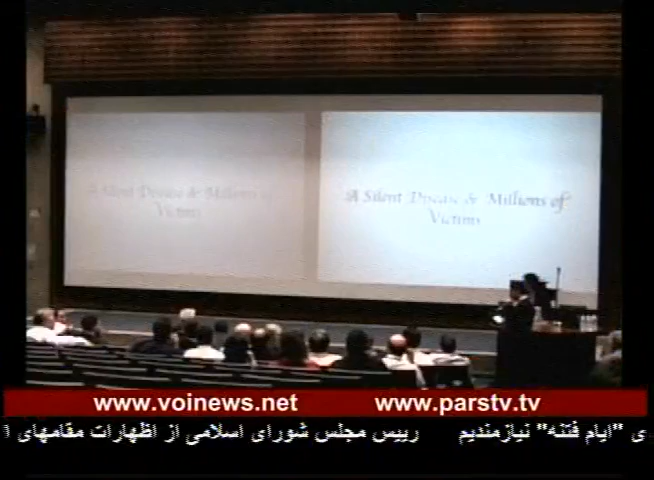 A Silent Disease & Millions of
Victims
A Silent Disease & Millions of
Victims
www.voinews.net www.parstv.tv
ی "ایام فتنه" نیازمندیم رییس مجلس شورای اسلامی از اظهارات مقامهای